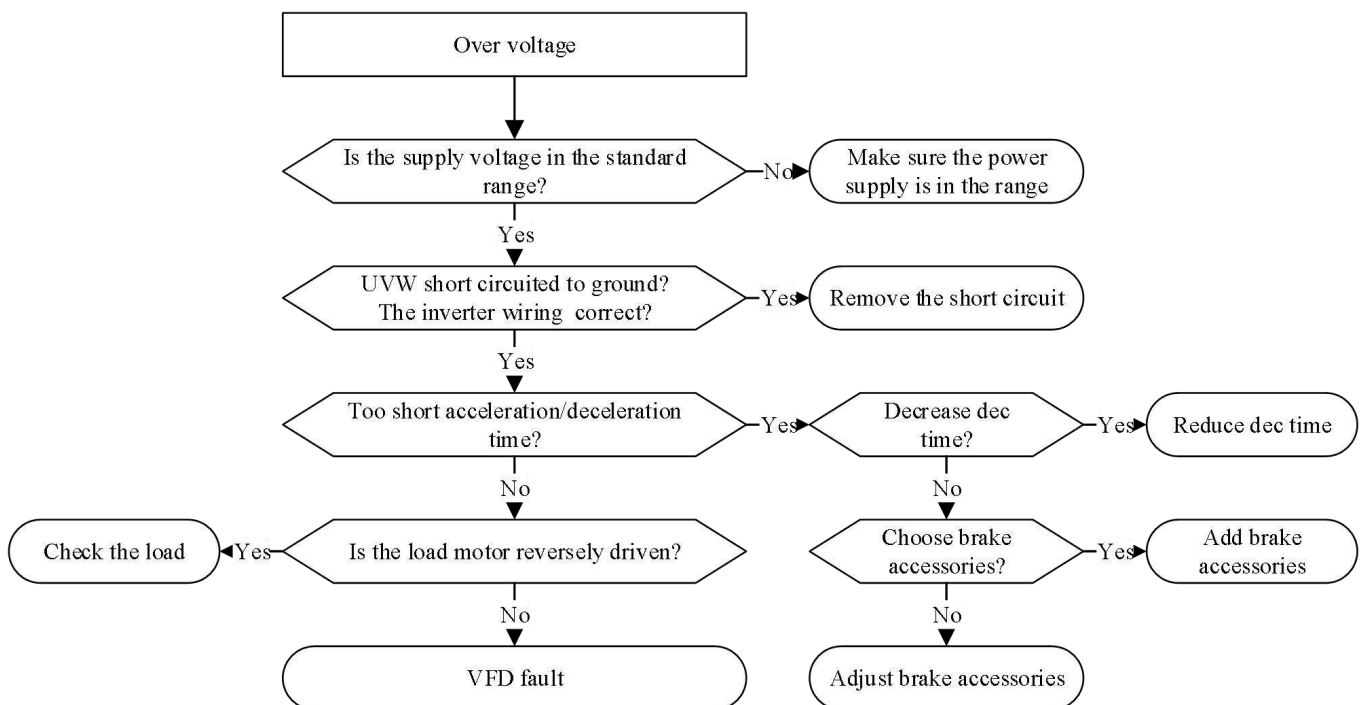 Over voltage
Is the supply voltage in the standard
range?
No
Make sure the power
supply is in the range
Yes
UVW short circuited to ground?
The inverter wiring correct?
Yes
Remove the short circuit
Yes
Too short acceleration/deceleration
time?
Yes
Decrease dec
time?
Yes
Reduce dec time
No
No
Check the load
Yes
Is the load motor reversely driven?
Choose brake
accessories?
Yes
Add brake
accessories
No
No
VFD fault
Adjust brake accessories